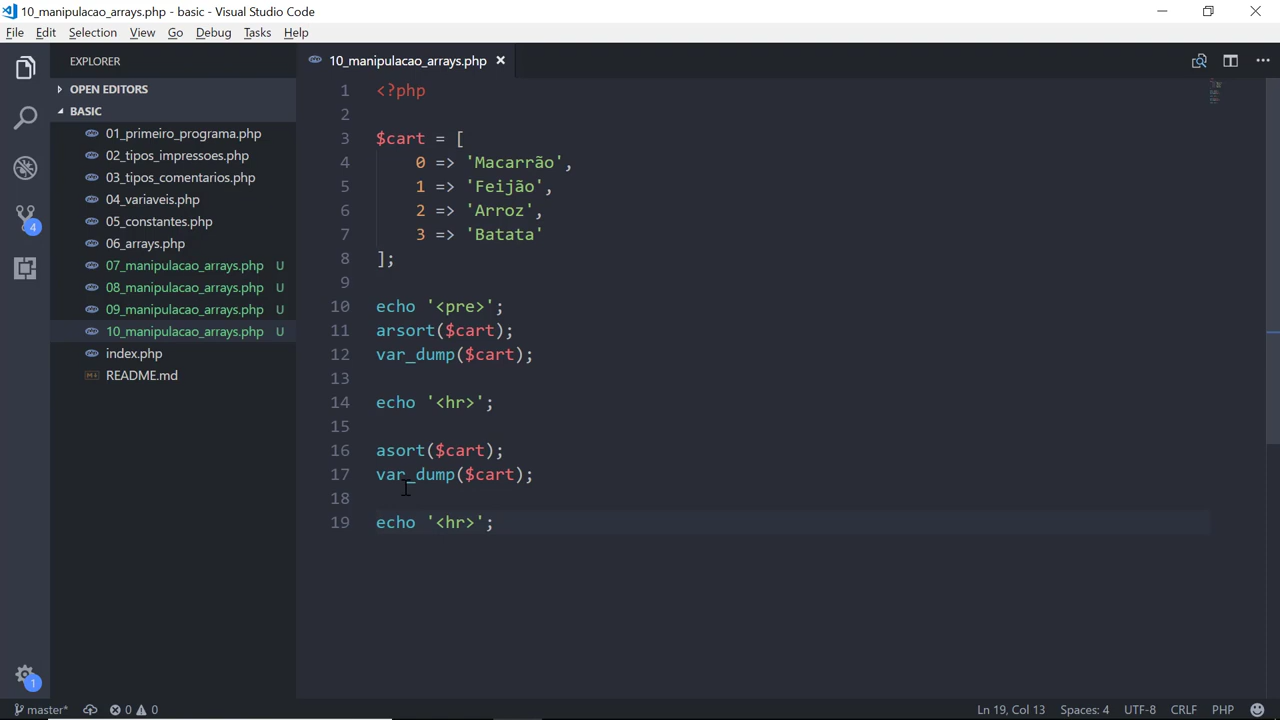 10_manipulacao_arrays.php - basic - Visual Studio Code
File Edit Selection View Go Debug Tasks Help
EXPLORER
OPEN EDITORS
BASIC
01_primeiro_programa.php
02_tipos_impressoes.php
03_tipos_comentarios.php
04_variaveis.php
05_constantes.php
06_arrays.php
07_manipulacao_arrays.php U
08_manipulacao_arrays.php U
09_manipulacao_arrays.php U
10_manipulacao_arrays.php U
index.php
README.md
4
1
10_manipulacao_arrays.php
1 <?php
2
3 $cart = [
4 0 => 'Macarrão',
5 1 => 'Feijão',
6 2 => 'Arroz',
7 3 => 'Batata'
8 ];
9
10 echo '<pre>';
11 arsort($cart);
12 var_dump($cart);
13
14 echo '<hr>';
15
16 asort($cart);
17 var_dump($cart);
18
19 echo '<hr>';
master* 0 0 Ln 19, Col 13 Spaces: 4 UTF-8 CRLF PHP